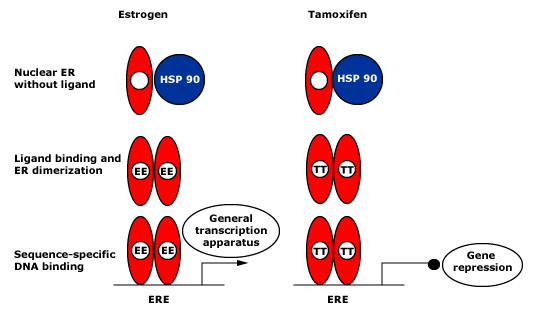 Estrogen
Tamoxifen
Nuclear ER
without ligand
HSP 90
HSP 90
Ligand binding and
ER dimerization
EE
EE
TT
TT
General
transcription
apparatus
Sequence-specific
DNA binding
EE
EE
TT
TT
Gene
repression
ERE
ERE